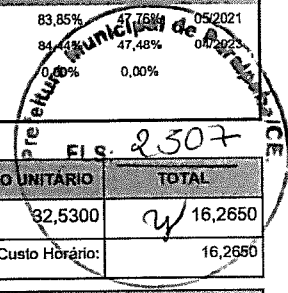 83,85% 47,76% 05/2021
84,44% 47,48% 04/2023
0,00% 0,00%
Prefeitura Municipal de
CE
FLS: 2507
O UNITÁRIO TOTAL
32,5300 16,2650
Custo Horário: 16,2650